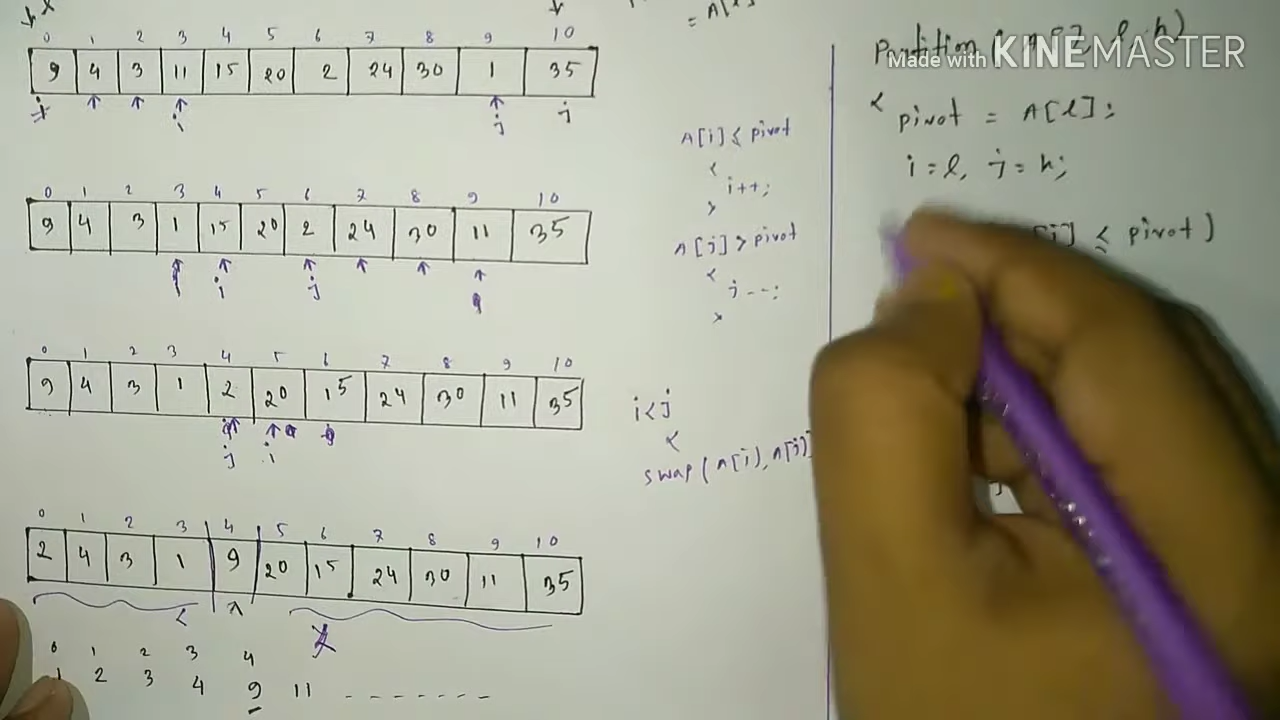 = A[l]
0 1 2 3 4 5 6 7 8 9 10
9 4 3 11 15 20 2 24 30 1 35
i j j
0 1 2 3 4 5 6 7 8 9 10
9 4 3 1 15 20 2 24 30 11 35
i j
0 1 2 3 4 5 6 7 8 9 10
9 4 3 1 2 20 15 24 30 11 35
j i
0 1 2 3 4 5 6 7 8 9 10
2 4 3 1 9 20 15 24 30 11 35
<
0 1 2 3 4
1 2 3 4 9 11 - - - - - - -
A[i] ≤ pivot
{
i++;
}
A[j] > pivot
{
j--;
}
i<j
{
swap(A[i], A[j]
Partition ( l, h)
Made with KINEMASTER
{ pivot = A[l];
i = l, j = h;
≤ pivot)